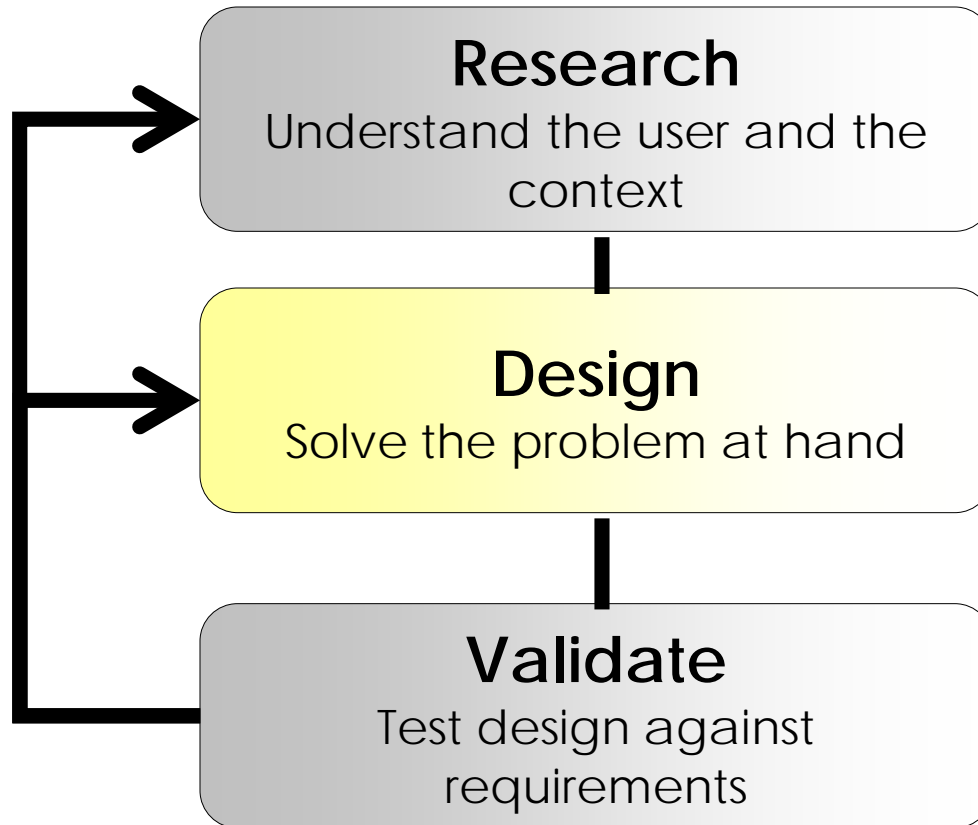 Research
Understand the user and the
context
Design
Solve the problem at hand
Validate
Test design against
requirements